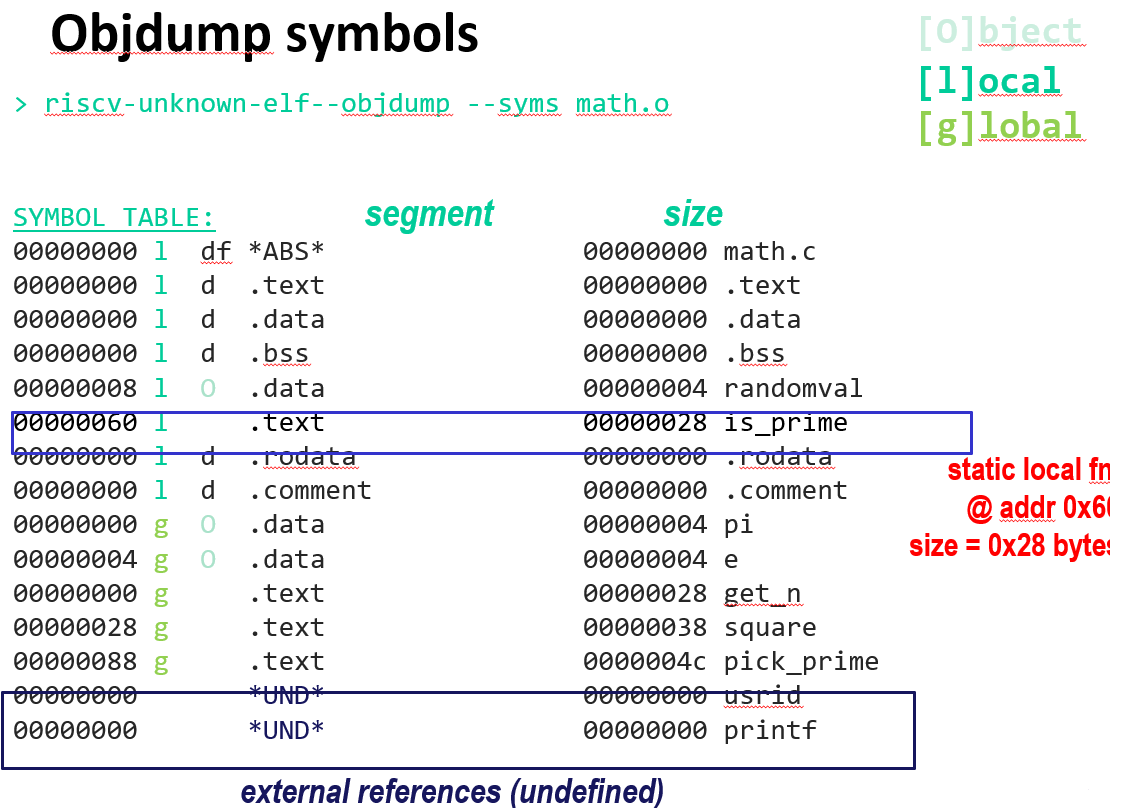 Objdump symbols
[O]bject
[l]ocal
[g]lobal
> riscv-unknown-elf--objdump --syms math.o
segment size
SYMBOL TABLE:
00000000 l df *ABS* 00000000 math.c
00000000 l d .text 00000000 .text
00000000 l d .data 00000000 .data
00000000 l d .bss 00000000 .bss
00000008 l O .data 00000004 randomval
00000060 l .text 00000028 is_prime
00000000 l d .rodata 00000000 .rodata
00000000 l d .comment 00000000 .comment
00000000 g O .data 00000004 pi
00000004 g O .data 00000004 e
00000000 g .text 00000028 get_n
00000028 g .text 00000038 square
00000088 g .text 0000004c pick_prime
00000000 *UND* 00000000 usrid
00000000 *UND* 00000000 printf
static local fn
@ addr 0x60
size = 0x28 bytes
external references (undefined)